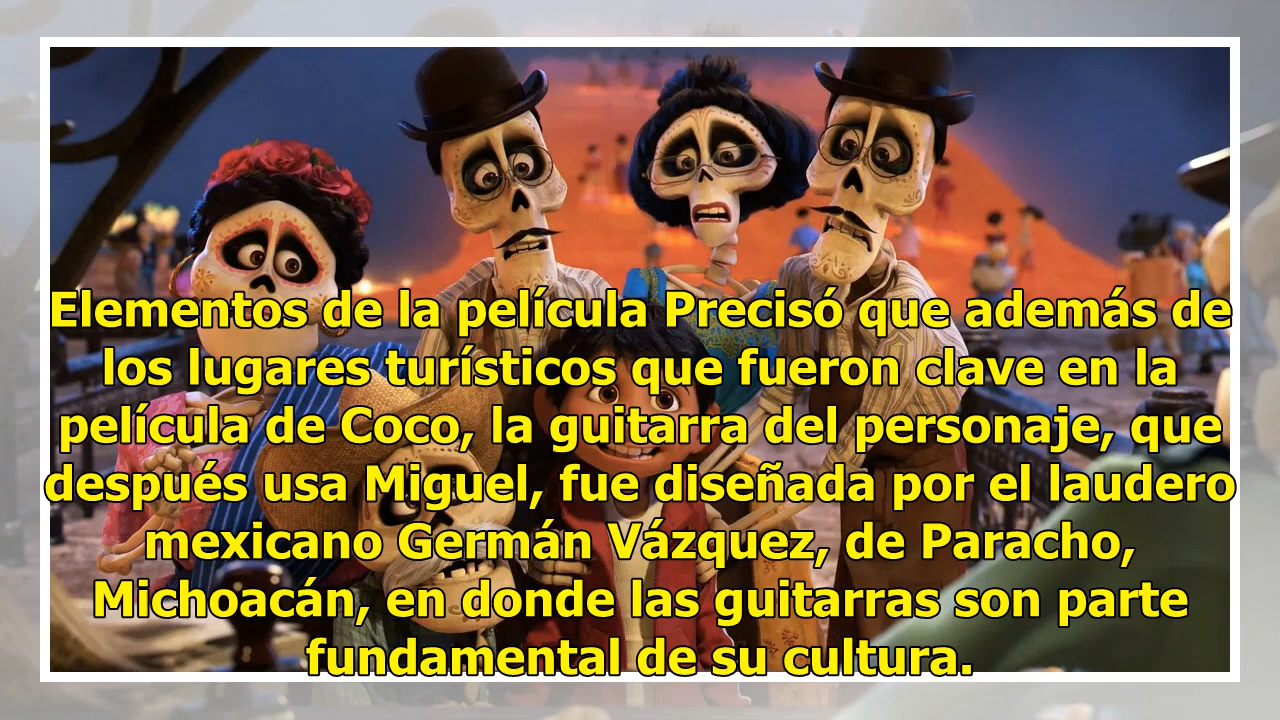 Elementos de la película Precisó que además de
los lugares turísticos que fueron clave en la
película de Coco, la guitarra del personaje, que
después usa Miguel, fue diseñada por el laudero
mexicano Germán Vázquez, de Paracho,
Michoacán, en donde las guitarras son parte
fundamental de su cultura.